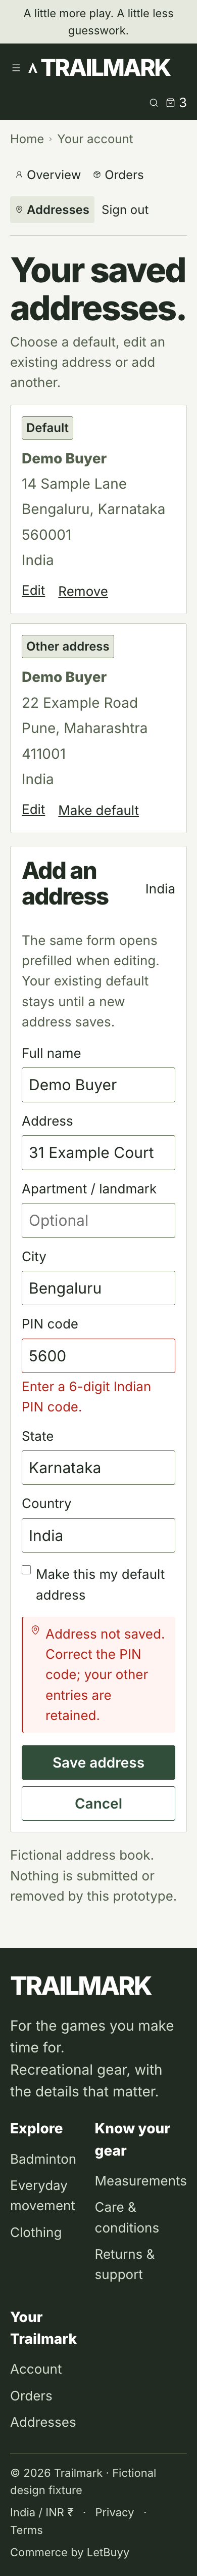 A little more play. A little less
guesswork.
TRAILMARK
3
Home › Your account
Overview Orders
Addresses Sign out
Your saved
addresses.
Choose a default, edit an
existing address or add
another.
Default
Demo Buyer
14 Sample Lane
Bengaluru, Karnataka
560001
India
Edit Remove
Other address
Demo Buyer
22 Example Road
Pune, Maharashtra
411001
India
Edit Make default
Add an
address
India
The same form opens
prefilled when editing.
Your existing default
stays until a new
address saves.
Full name
Demo Buyer
Address
31 Example Court
Apartment / landmark
Optional
City
Bengaluru
PIN code
5600
Enter a 6-digit Indian
PIN code.
State
Karnataka
Country
India
Make this my default
address
Address not saved.
Correct the PIN
code; your other
entries are
retained.
Save address
Cancel
Fictional address book.
Nothing is submitted or
removed by this prototype.
TRAILMARK
For the games you make
time for.
Recreational gear, with
the details that matter.
Explore
Badminton
Everyday
movement
Clothing
Know your
gear
Measurements
Care &
conditions
Returns &
support
Your
Trailmark
Account
Orders
Addresses
© 2026 Trailmark · Fictional
design fixture
India / INR ₹ · Privacy ·
Terms
Commerce by LetBuyy